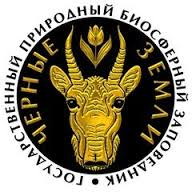 ГОСУДАРСТВЕННЫЙ ПРИРОДНЫЙ БИОСФЕРНЫЙ ЗАПОВЕДНИК •
ЧЕРНЫЕ ЗЕМЛИ